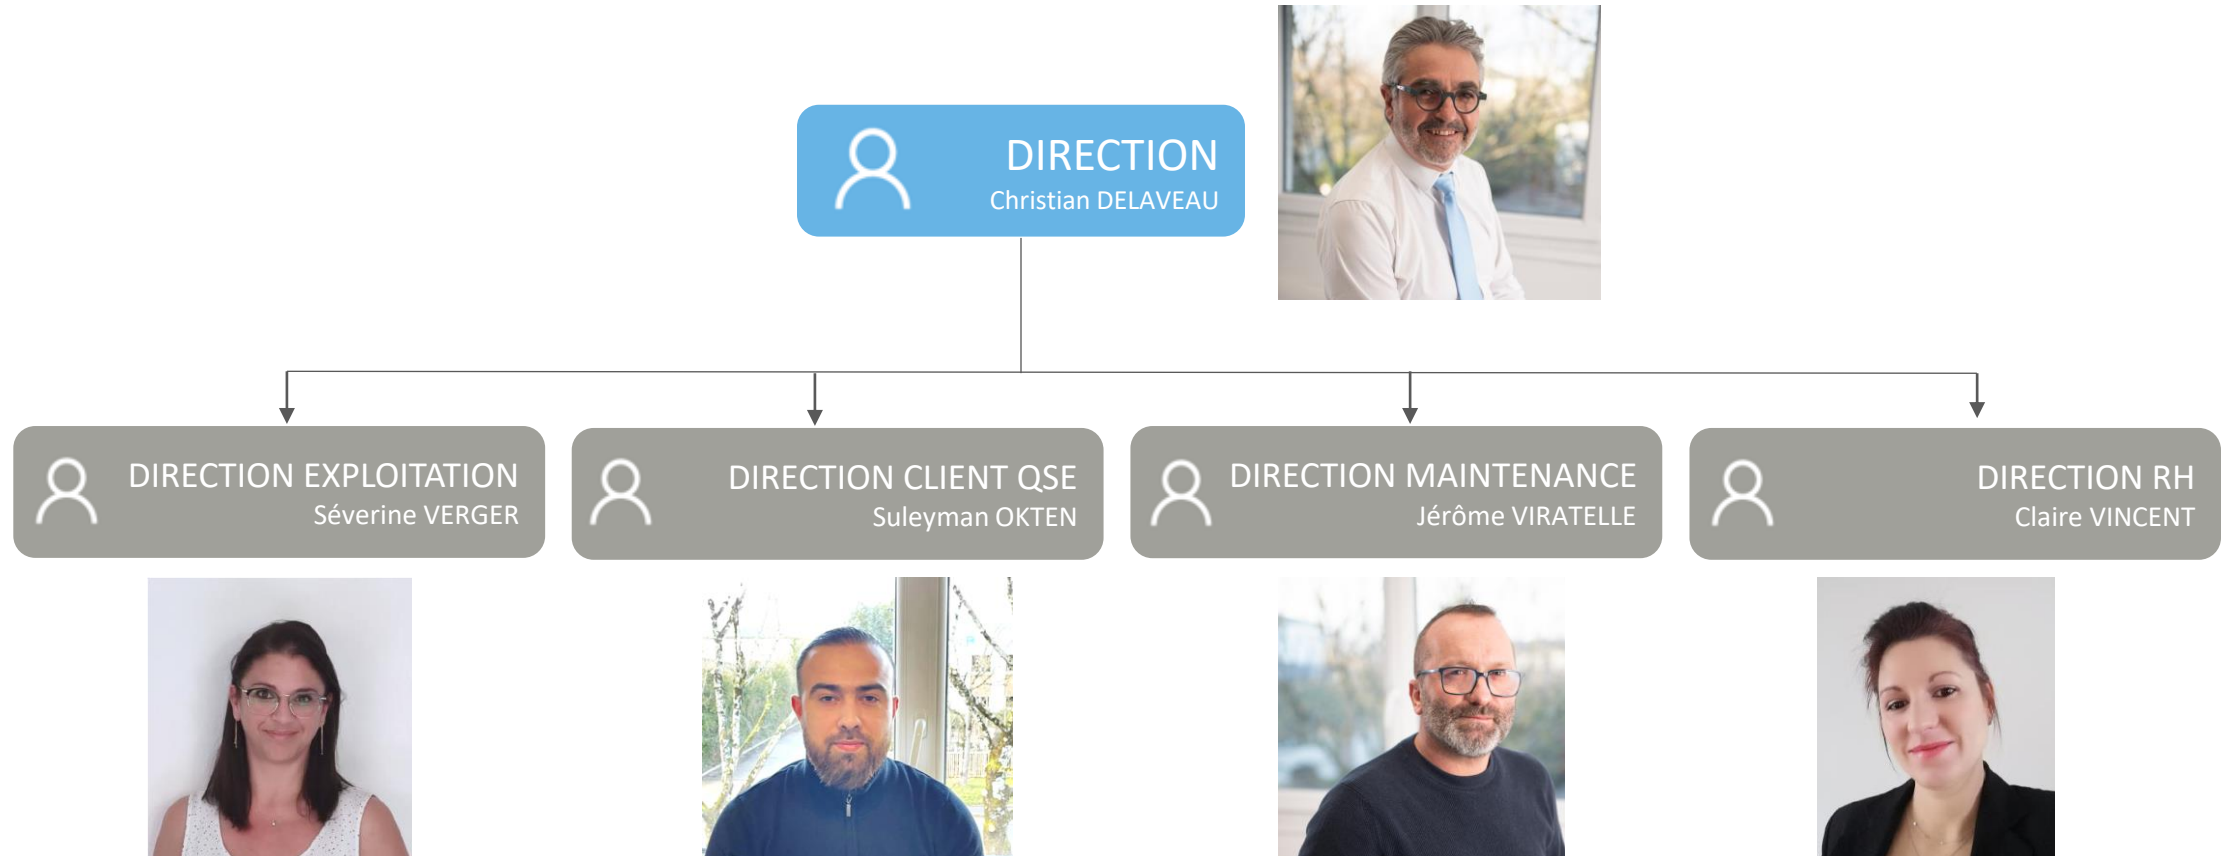 DIRECTION
Christian DELAVEAU
DIRECTION EXPLOITATION
Séverine VERGER
DIRECTION CLIENT QSE
Suleyman OKTEN
DIRECTION MAINTENANCE
Jérôme VIRATELLE
DIRECTION RH
Claire VINCENT